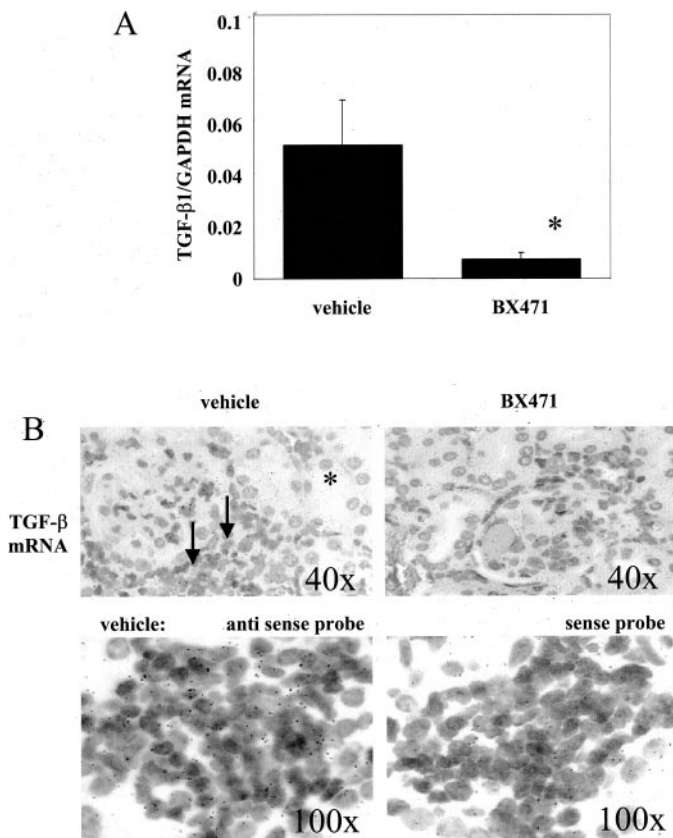 A
TGF-β1/GAPDH mRNA
0.1
0.08
0.06
0.04
0.02
0
*
vehicle
BX471
B
vehicle
BX471
TGF-β
mRNA
*
40x
40x
vehicle: anti sense probe
sense probe
100x
100x